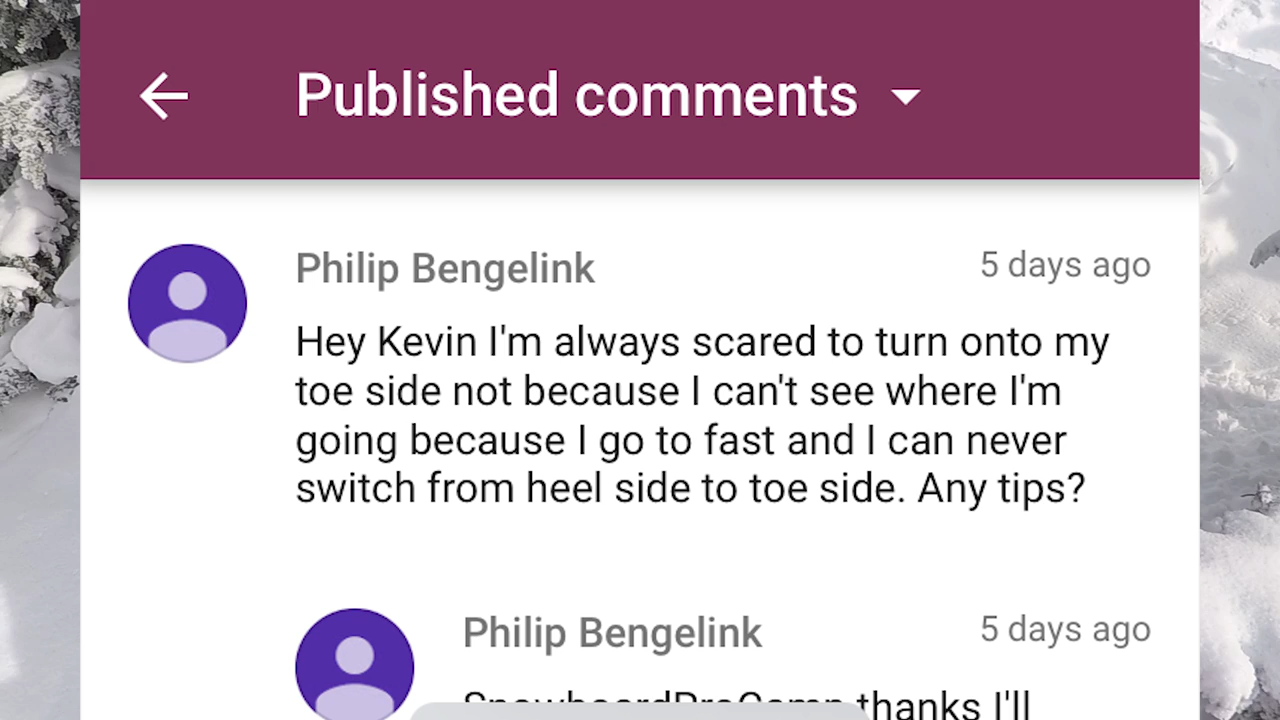 Published comments
Philip Bengelink 5 days ago
Hey Kevin I'm always scared to turn onto my
toe side not because I can't see where I'm
going because I go to fast and I can never
switch from heel side to toe side. Any tips?
Philip Bengelink 5 days ago
SnowboardProCamp thanks I'll